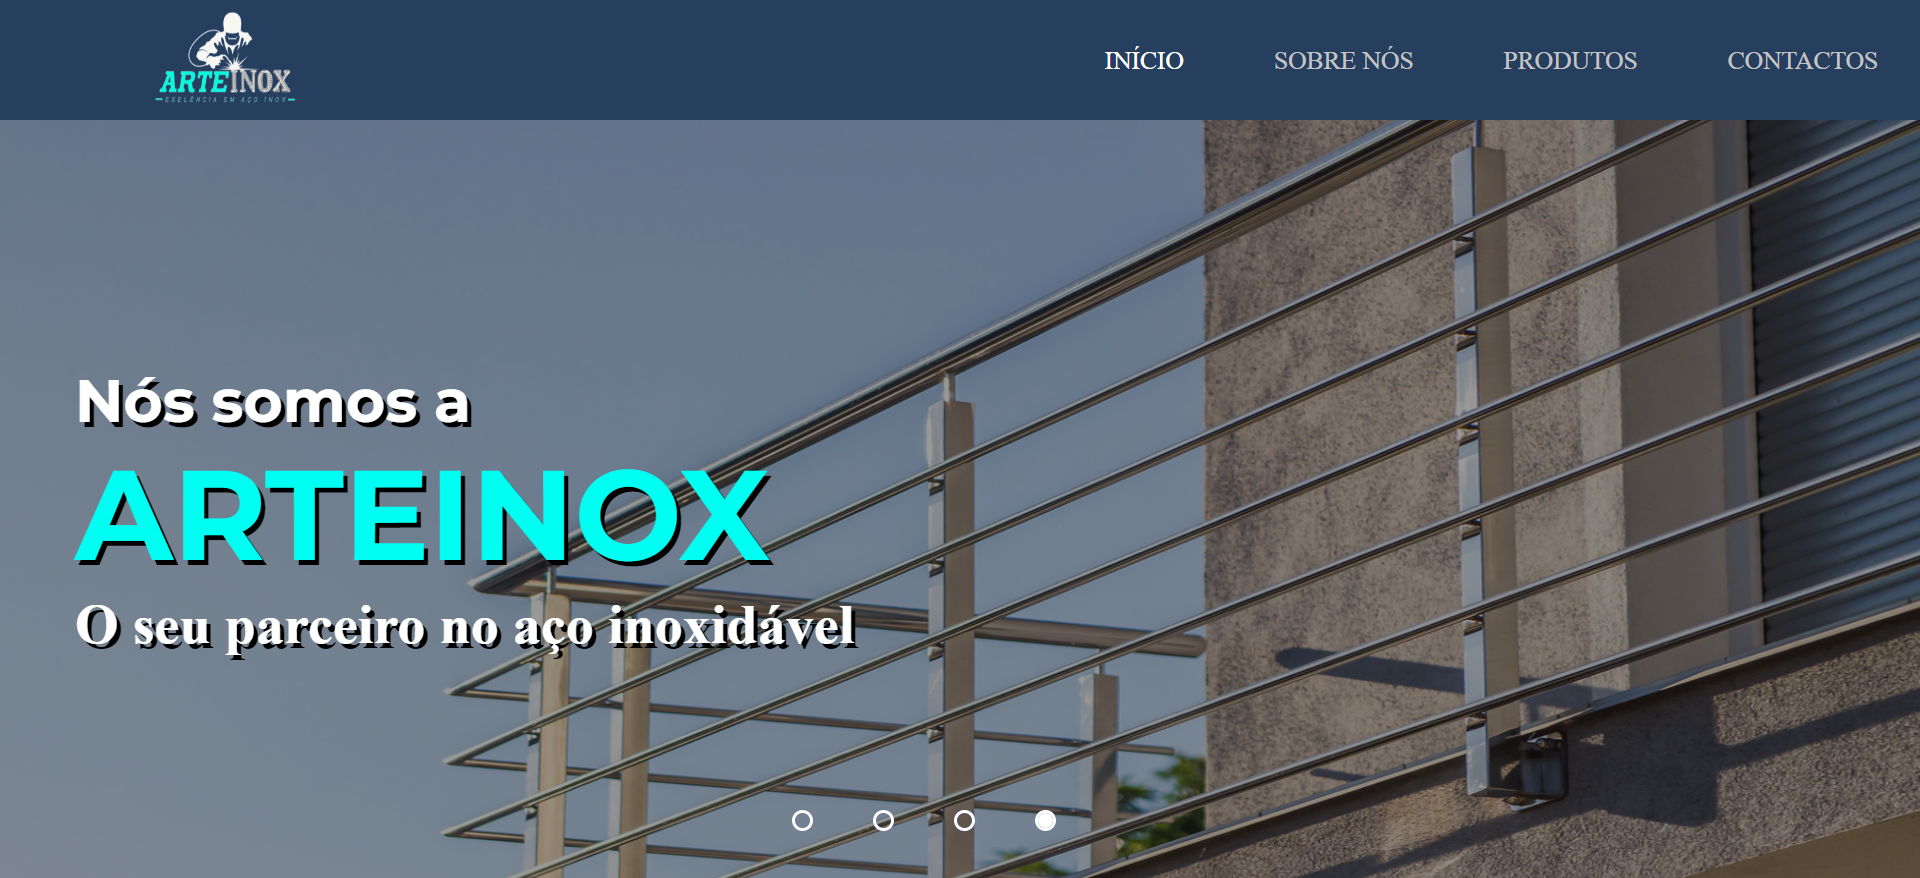 ARTEINOX
EXELÊNCIA EM AÇO INOX
INÍCIO
SOBRE NÓS
PRODUTOS
CONTACTOS
Nós somos a
ARTEINOX
O seu parceiro no aço inoxidável